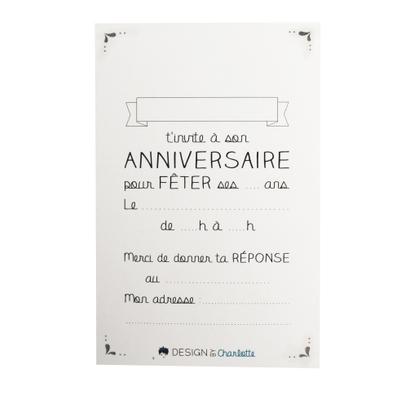 t'invite à son
ANNIVERSAIRE
pour FÊTER ses .... ans
Le ..............................
de .....h à .....h
Merci de donner ta RÉPONSE
au ..............................
Mon adresse : ....................
........................................
DESIGN BY Charlotte